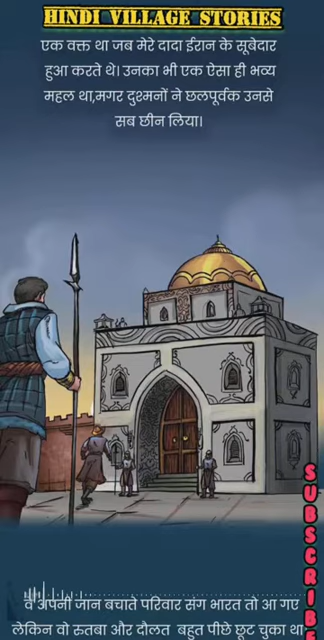 HINDI VILLAGE STORIES
एक वक्त था जब मेरे दादा ईरान के सूबेदार
हुआ करते थे। उनका भी एक ऐसा ही भव्य
महल था,मगर दुश्मनों ने छलपूर्वक उनसे
सब छीन लिया।
SUBSCRIBE
वे अपनी जान बचाते परिवार संग भारत तो आ गए
लेकिन वो रुतबा और दौलत बहुत पीछे छूट चुका था